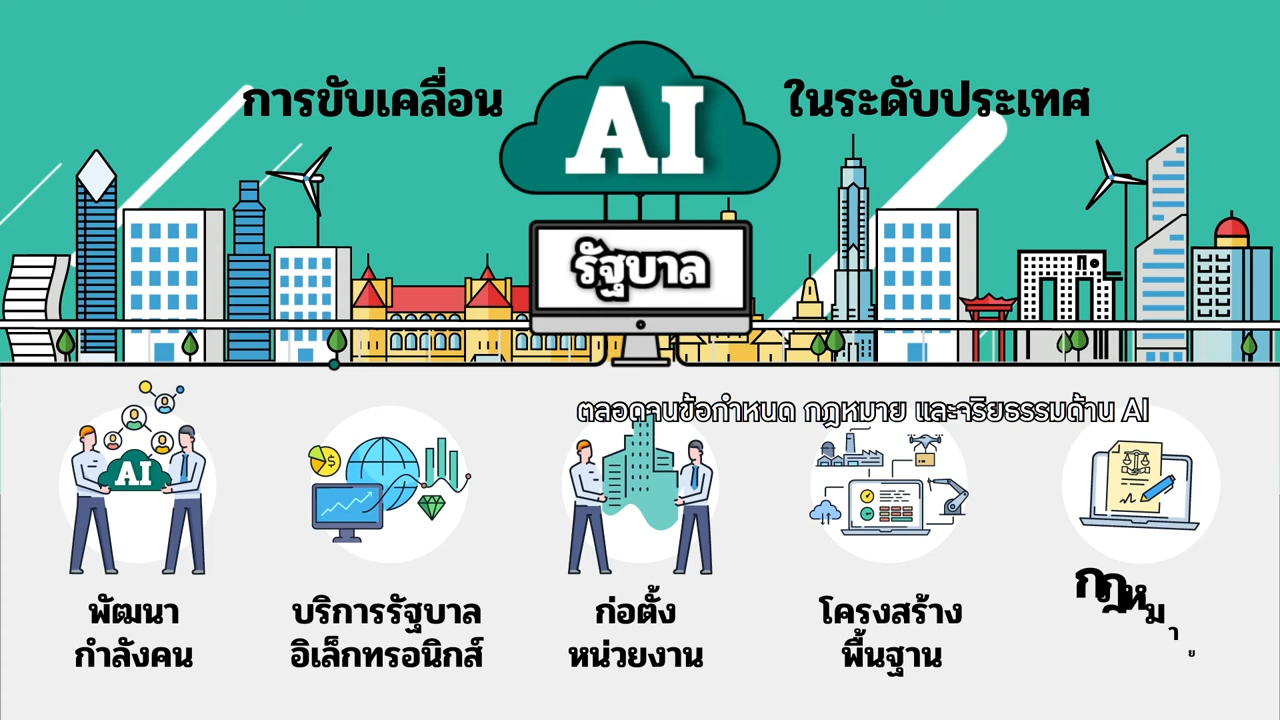 การขับเคลื่อน AI ในระดับประเทศ
รัฐบาล
ตลอดจนข้อกำหนด กฎหมาย และจริยธรรมด้าน AI
AI
พัฒนา
กำลังคน
บริการรัฐบาล
อิเล็กทรอนิกส์
ก่อตั้ง
หน่วยงาน
โครงสร้าง
พื้นฐาน
กฎหมาย